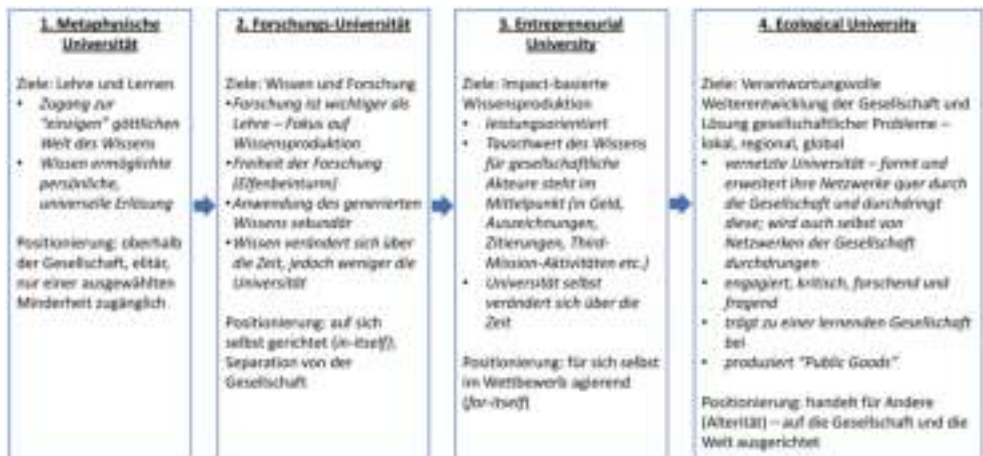 1. Metaphysische
Universität
Ziele: Lehre und Lernen
• Zugang zur
"einzigen" göttlichen
Welt des Wissens
• Wissen ermöglichte
persönliche,
universelle Erlösung
Positionierung: oberhalb
der Gesellschaft, elitär,
nur einer ausgewählten
Minderheit zugänglich
2. Forschungs-Universität
Ziele: Wissen und Forschung
• Forschung ist wichtiger als
Lehre – Fokus auf
Wissensproduktion
• Freiheit der Forschung
(Elfenbeinturm)
• Anwendung des generierten
Wissens sekundär
• Wissen verändert sich über
die Zeit, jedoch weniger die
Universität
Positionierung: auf sich
selbst gerichtet (in-itself),
Separation von der
Gesellschaft
3. Entrepreneurial
University
Ziele: Impact-basierte
Wissensproduktion
• leistungsorientiert
• Tauschwert des Wissens
für gesellschaftliche
Akteure steht im
Mittelpunkt (in Geld,
Auszeichnungen,
Zitierungen, Third-
Mission-Aktivitäten etc.)
• Universität selbst
verändert sich über die
Zeit
Positionierung: für sich selbst
im Wettbewerb agierend
(for-itself)
4. Ecological University
Ziele: Verantwortungsvolle
Weiterentwicklung der Gesellschaft und
Lösung gesellschaftlicher Probleme –
lokal, regional, global
• vernetzte Universität – formt und
erweitert ihre Netzwerke quer durch
die Gesellschaft und durchdringt
diese; wird auch selbst von
Netzwerken der Gesellschaft
durchdrungen
• engagiert, kritisch, forschend und
fragend
• trägt zu einer lernenden Gesellschaft
bei
• produziert "Public Goods"
Positionierung: handelt für Andere
(Alterität) – auf die Gesellschaft und die
Welt ausgerichtet